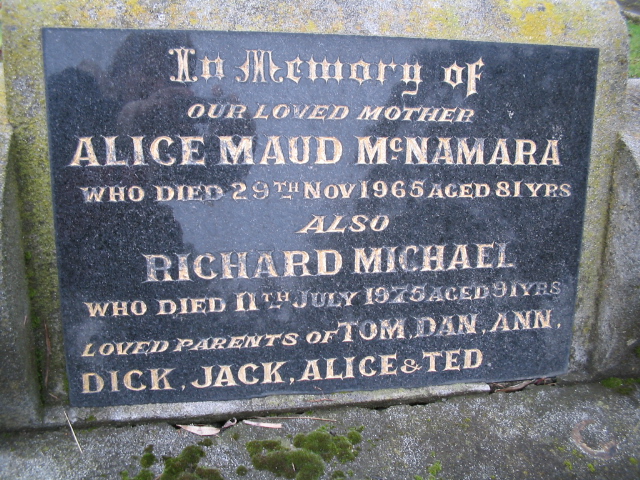 In Memory of
OUR LOVED MOTHER
ALICE MAUD McNAMARA
WHO DIED 29TH NOV 1965 AGED 81 YRS
ALSO
RICHARD MICHAEL
WHO DIED 11TH JULY 1975 AGED 91 YRS
LOVED PARENTS OF TOM, DAN, ANN,
DICK, JACK, ALICE & TED